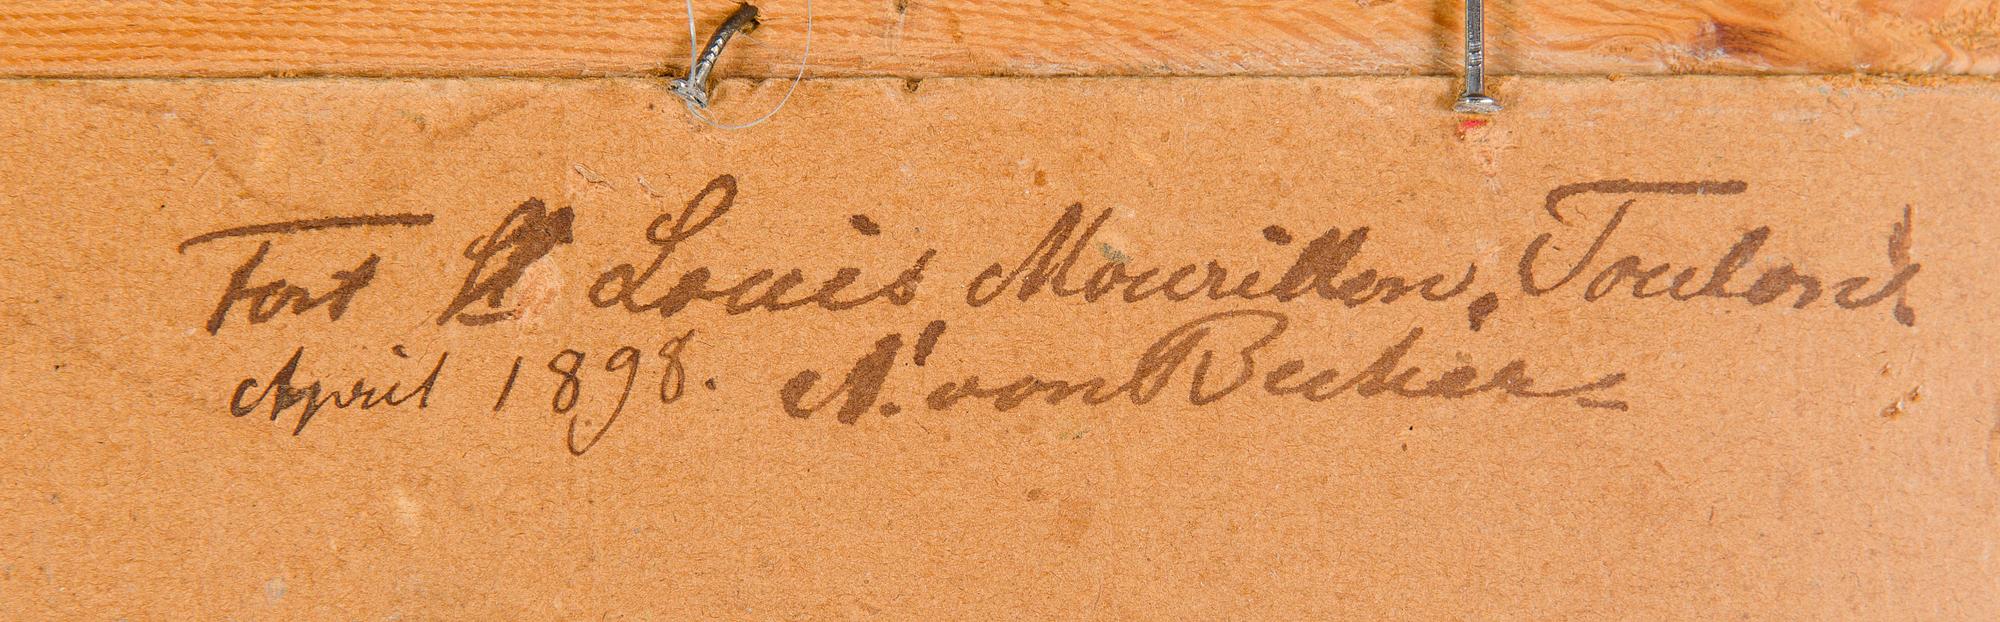 Fort St Louis Mourillon, Toulon.
April 1898. A. von Becker